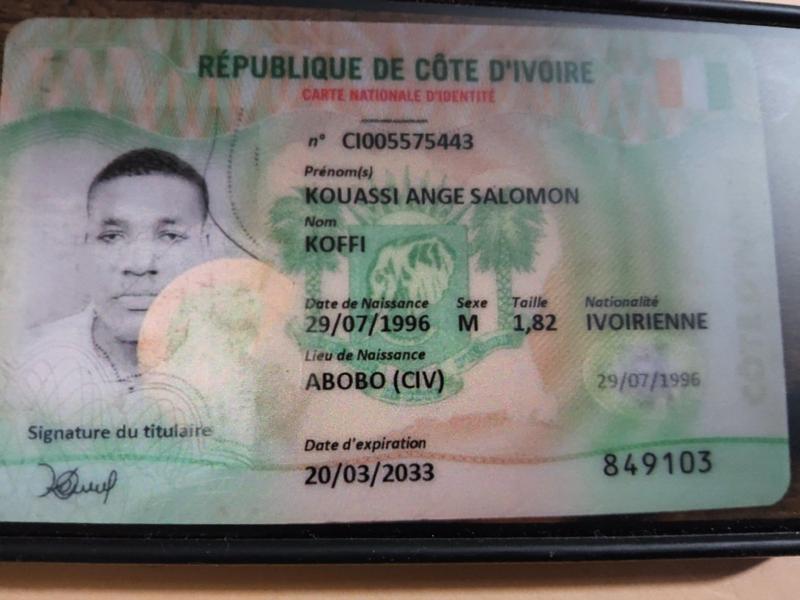 RÉPUBLIQUE DE CÔTE D'IVOIRE
CARTE NATIONALE D'IDENTITÉ
n° CI005575443
Prénom(s)
KOUASSI ANGE SALOMON
Nom
KOFFI
Date de Naissance Sexe Taille Nationalité
29/07/1996 M 1,82 IVOIRIENNE
Lieu de Naissance
ABOBO (CIV)
29/07/1996
Signature du titulaire
Date d'expiration
20/03/2033
849103